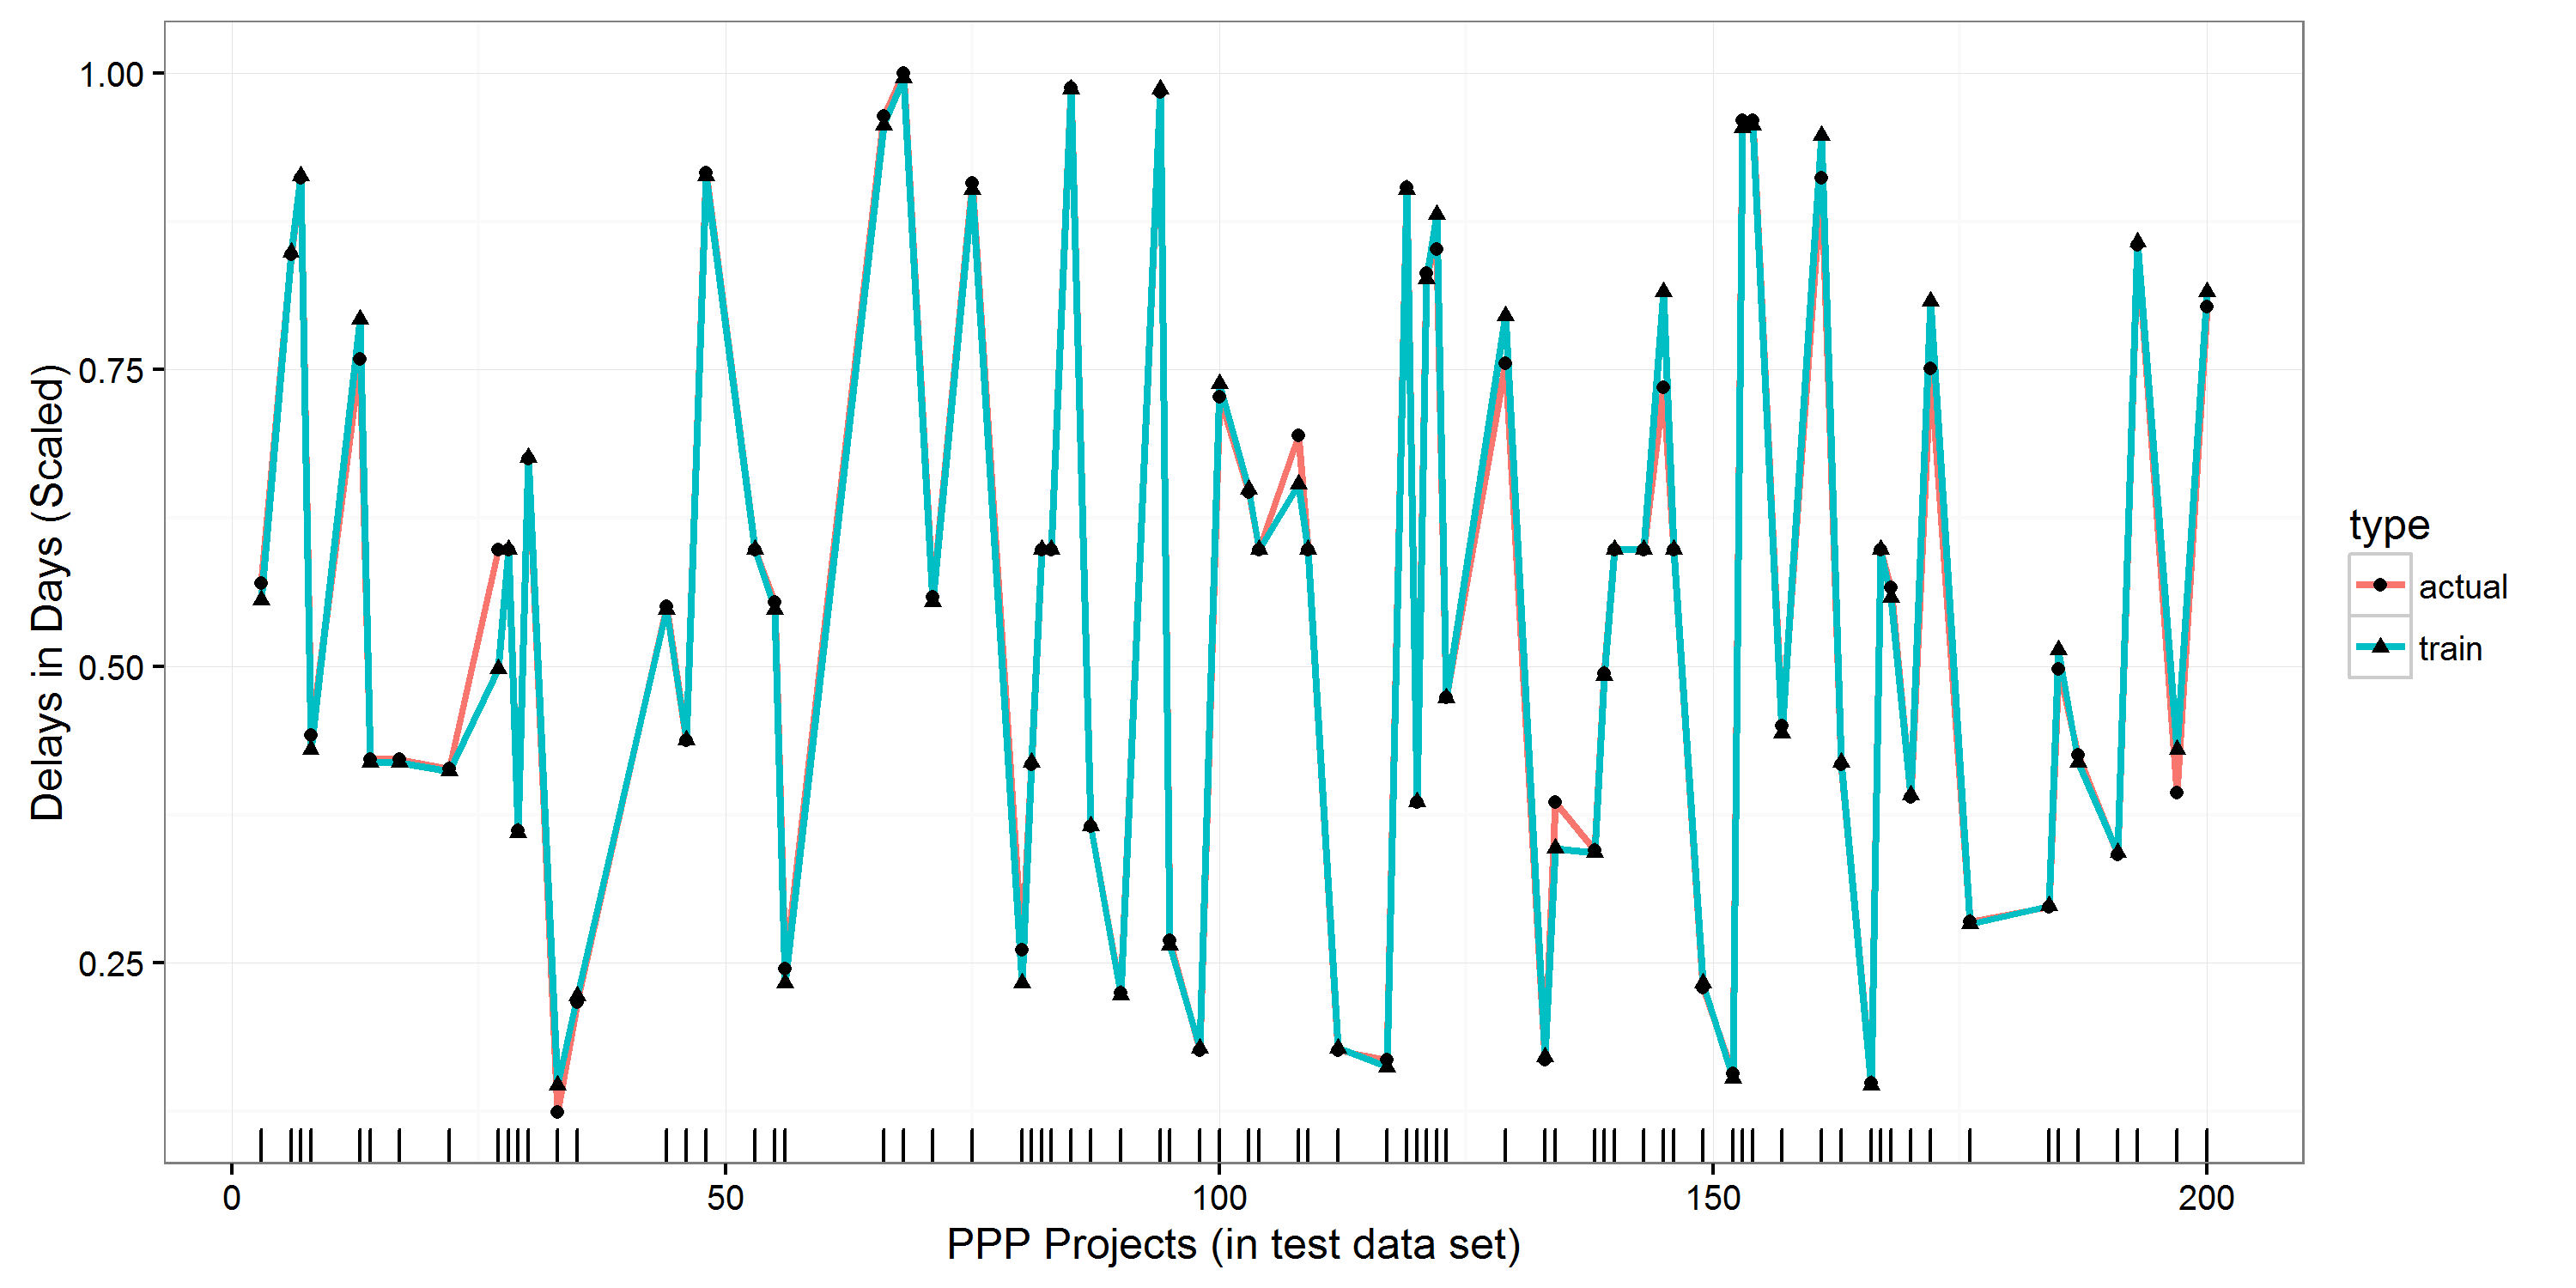 1.00
0.75
0.50
0.25
Delays in Days (Scaled)
0 50 100 150 200
PPP Projects (in test data set)
type
actual
train